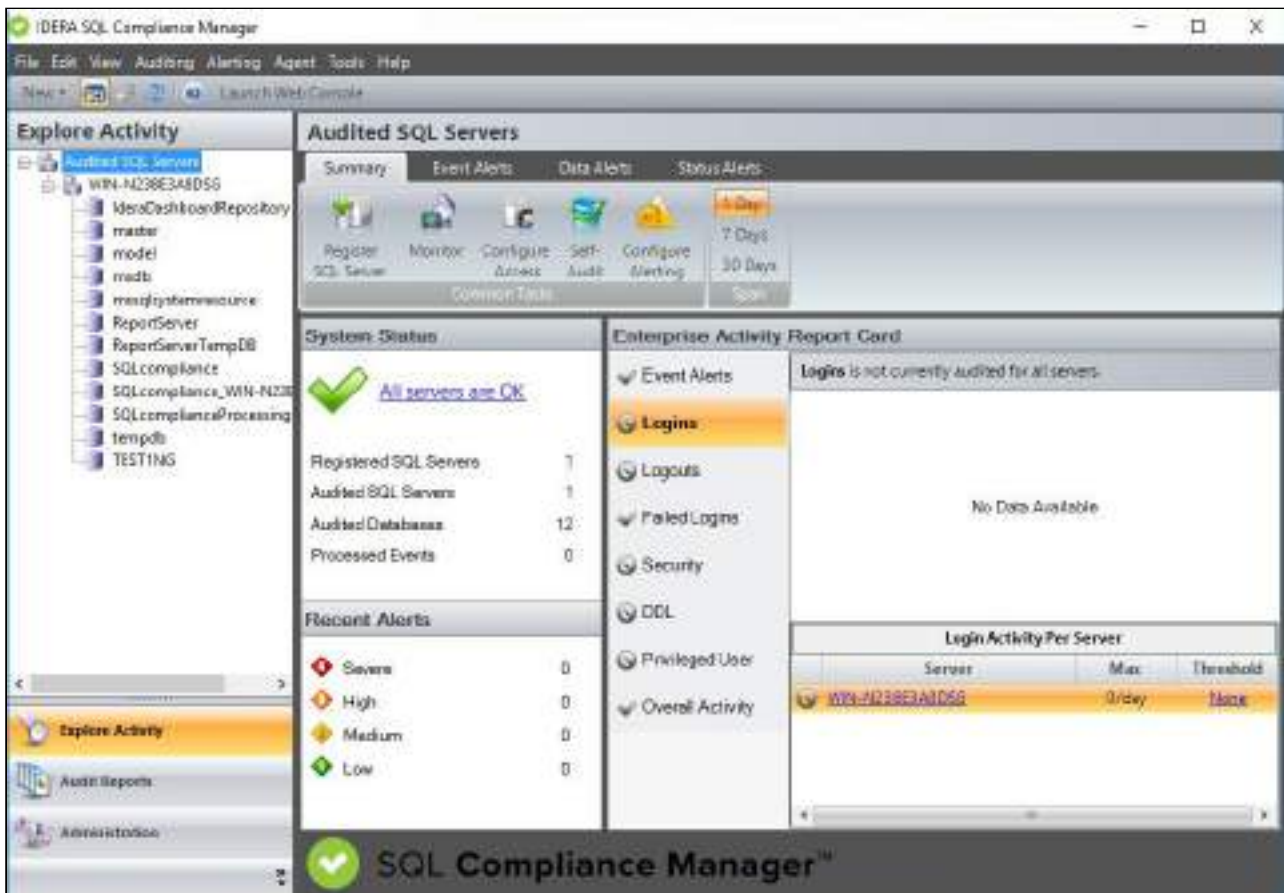 IDERA SQL Compliance Manager
File Edit View Auditing Alerting Agent Tools Help
New Launch Web Console
Explore Activity
Audited SQL Servers
WIN-N238E3A8DSG
IderaDashboardRepository
master
model
msdb
mssqlsystemresource
ReportServer
ReportServerTempDB
SQLcompliance
SQLcompliance_WIN-N238
SQLcomplianceProcessing
tempdb
TEST1NG
Explore Activity
Audit Reports
Administration
Audited SQL Servers
Summary Event Alerts Data Alerts Status Alerts
Register SQL Server
Monitor
Configure Access
Self-Audit
Configure Alerting
Common Tasks
1 Day
7 Days
30 Days
Span
System Status
All servers are OK
Registered SQL Servers 1
Audited SQL Servers 1
Audited Databases 12
Processed Events 0
Recent Alerts
Severe 0
High 0
Medium 0
Low 0
Enterprise Activity Report Card
Event Alerts
Logins
Logouts
Failed Logins
Security
DDL
Privileged User
Overall Activity
Logins is not currently audited for all servers.
No Data Available
Login Activity Per Server
Server Max Threshold
WIN-N238E3A8DSG 0/day None
SQL Compliance Manager™